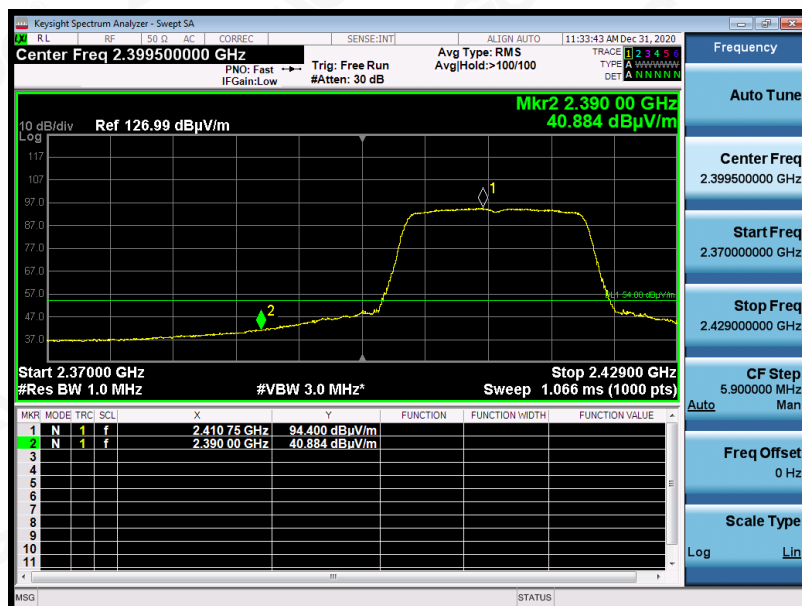 Keysight Spectrum Analyzer - Swept SA
RL RF 50 Ω AC CORREC SENSE:INT ALIGN AUTO 11:33:43 AM Dec 31, 2020
Center Freq 2.399500000 GHz
PNO: Fast
IFGain:Low
Trig: Free Run
#Atten: 30 dB
Avg Type: RMS
Avg|Hold:>100/100
TRACE 1 2 3 4 5 6
TYPE A WWWWW
DET A N N N N N
Mkr2 2.390 00 GHz
40.884 dBµV/m
10 dB/div Ref 126.99 dBµV/m
Log
117
107
97.0
87.0
77.0
67.0
57.0
47.0
37.0
1
2
DL1 54.00 dBµV/m
Start 2.37000 GHz Stop 2.42900 GHz
#Res BW 1.0 MHz #VBW 3.0 MHz* Sweep 1.066 ms (1000 pts)
MKR MODE TRC SCL X Y FUNCTION FUNCTION WIDTH FUNCTION VALUE
1 N 1 f 2.410 75 GHz 94.400 dBµV/m
2 N 1 f 2.390 00 GHz 40.884 dBµV/m
3
4
5
6
7
8
9
10
11
MSG STATUS
Frequency
Auto Tune
Center Freq
2.399500000 GHz
Start Freq
2.370000000 GHz
Stop Freq
2.429000000 GHz
CF Step
5.900000 MHz
Auto Man
Freq Offset
0 Hz
Scale Type
Log Lin